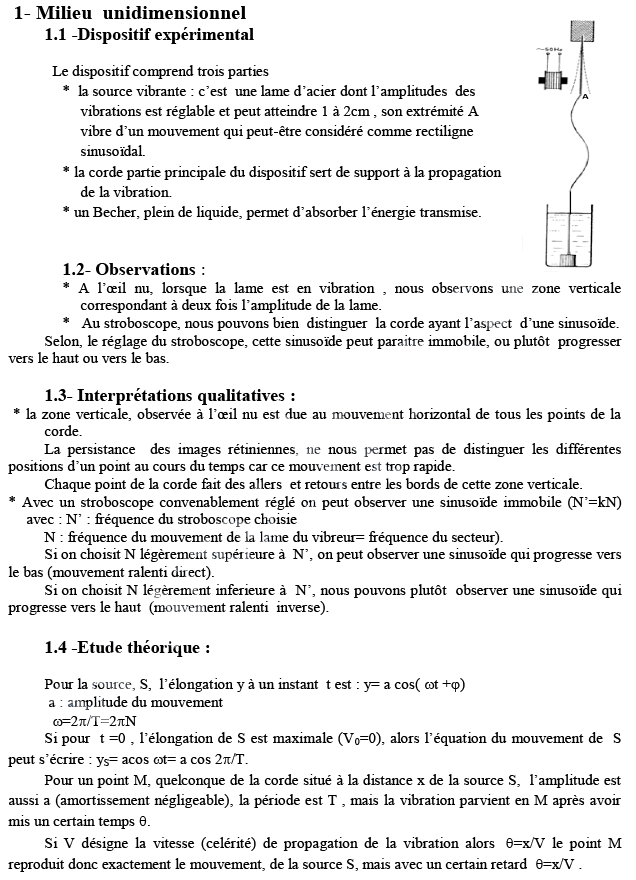 1- Milieu unidimensionnel
1.1 -Dispositif expérimental
~50Hz
Le dispositif comprend trois parties
* la source vibrante : c'est une lame d'acier dont l'amplitudes des
vibrations est réglable et peut atteindre 1 à 2cm , son extrémité A
vibre d'un mouvement qui peut-être considéré comme rectiligne
sinusoïdal.
A
* la corde partie principale du dispositif sert de support à la propagation
de la vibration.
* un Becher, plein de liquide, permet d'absorber l'énergie transmise.
1.2- Observations :
* A l'œil nu, lorsque la lame est en vibration , nous observons une zone verticale
correspondant à deux fois l'amplitude de la lame.
* Au stroboscope, nous pouvons bien distinguer la corde ayant l'aspect d'une sinusoïde.
Selon, le réglage du stroboscope, cette sinusoïde peut paraitre immobile, ou plutôt progresser
vers le haut ou vers le bas.
1.3- Interprétations qualitatives :
* la zone verticale, observée à l'œil nu est due au mouvement horizontal de tous les points de la
corde.
La persistance des images rétiniennes, ne nous permet pas de distinguer les différentes
positions d'un point au cours du temps car ce mouvement est trop rapide.
Chaque point de la corde fait des allers et retours entre les bords de cette zone verticale.
* Avec un stroboscope convenablement réglé on peut observer une sinusoïde immobile (N'=kN)
avec : N' : fréquence du stroboscope choisie
N : fréquence du mouvement de la lame du vibreur= fréquence du secteur).
Si on choisit N légèrement supérieure à N', on peut observer une sinusoïde qui progresse vers
le bas (mouvement ralenti direct).
Si on choisit N légèrement inferieure à N', nous pouvons plutôt observer une sinusoïde qui
progresse vers le haut (mouvement ralenti inverse).
1.4 -Etude théorique :
Pour la source, S, l'élongation y à un instant t est : y= a cos( ωt +φ)
a : amplitude du mouvement
ω=2π/T=2πN
Si pour t =0 , l'élongation de S est maximale (V₀=0), alors l'équation du mouvement de S
peut s'écrire : yₛ= acos ωt= a cos 2π/T.
Pour un point M, quelconque de la corde situé à la distance x de la source S, l'amplitude est
aussi a (amortissement négligeable), la période est T , mais la vibration parvient en M après avoir
mis un certain temps θ.
Si V désigne la vitesse (celérité) de propagation de la vibration alors θ=x/V le point M
reproduit donc exactement le mouvement, de la source S, mais avec un certain retard θ=x/V .